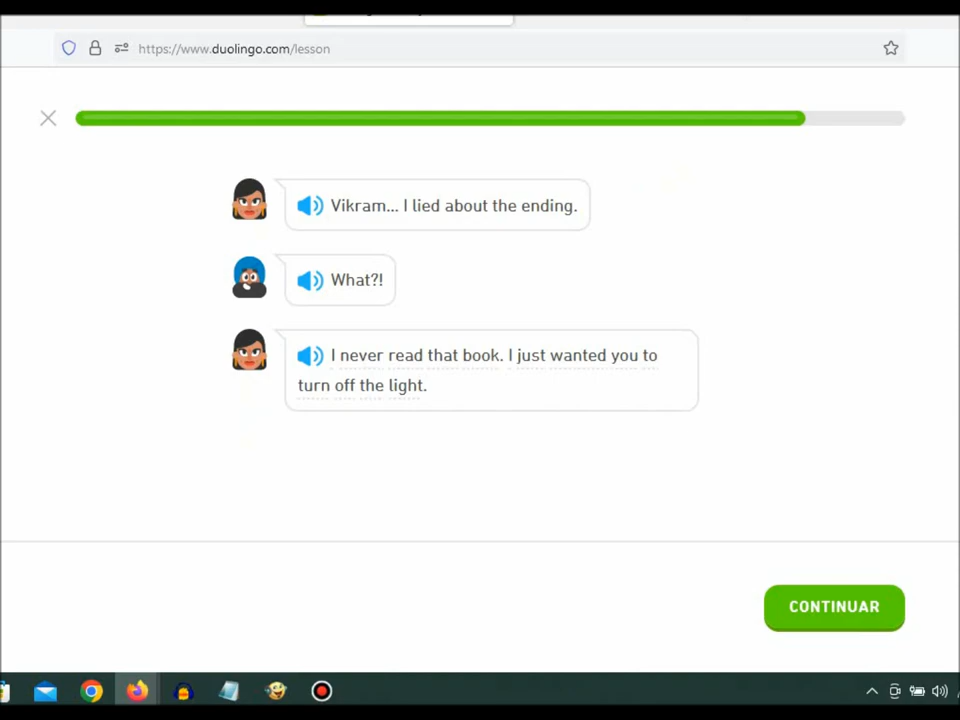 https://www.duolingo.com/lesson
Vikram... I lied about the ending.
What?!
I never read that book. I just wanted you to
turn off the light.
CONTINUAR